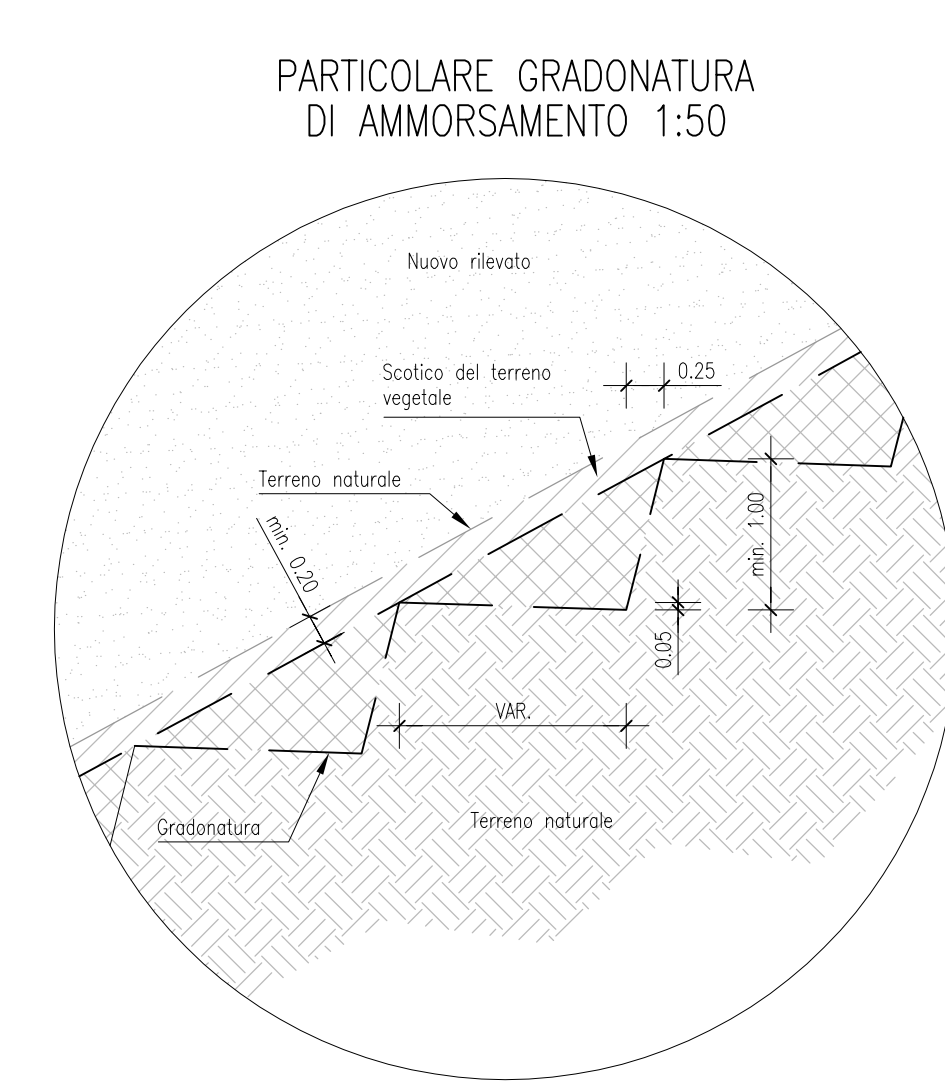 PARTICOLARE GRADONATURA
DI AMMORSAMENTO 1:50
Nuovo rilevato
Scotico del terreno
vegetale
0.25
Terreno naturale
min. 0.20
min. 1.00
0.05
VAR.
Gradonatura
Terreno naturale